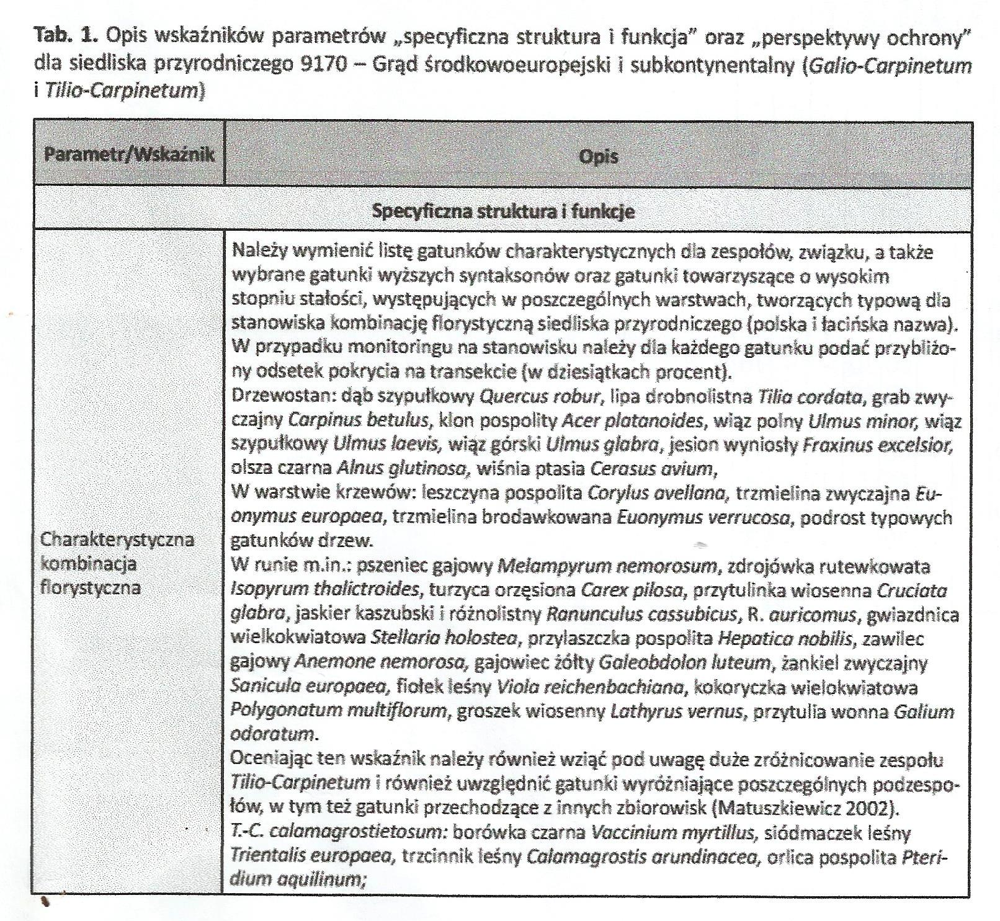 Tab. 1. Opis wskaźników parametrów „specyficzna struktura i funkcja” oraz „perspektywy ochrony”
dla siedliska przyrodniczego 9170 – Grąd środkowoeuropejski i subkontynentalny (Galio-Carpinetum
i Tilio-Carpinetum)
Parametr/Wskaźnik
Opis
Specyficzna struktura i funkcje
Charakterystyczna
kombinacja
florystyczna
Należy wymienić listę gatunków charakterystycznych dla zespołów, związku, a także
wybrane gatunki wyższych syntaksonów oraz gatunki towarzyszące o wysokim
stopniu stałości, występujących w poszczególnych warstwach, tworzących typową dla
stanowiska kombinację florystyczną siedliska przyrodniczego (polska i łacińska nazwa).
W przypadku monitoringu na stanowisku należy dla każdego gatunku podać przybliżo-
ny odsetek pokrycia na transekcie (w dziesiątkach procent).
Drzewostan: dąb szypułkowy Quercus robur, lipa drobnolistna Tilia cordata, grab zwy-
czajny Carpinus betulus, klon pospolity Acer platanoides, wiąz polny Ulmus minor, wiąz
szypułkowy Ulmus laevis, wiąz górski Ulmus glabra, jesion wyniosły Fraxinus excelsior,
olsza czarna Alnus glutinosa, wiśnia ptasia Cerasus avium,
W warstwie krzewów: leszczyna pospolita Corylus avellana, trzmielina zwyczajna Eu-
onymus europaea, trzmielina brodawkowana Euonymus verrucosa, podrost typowych
gatunków drzew.
W runie m.in.: pszeniec gajowy Melampyrum nemorosum, zdrojówka rutewkowata
Isopyrum thalictroides, turzyca orzęsiona Carex pilosa, przytulinka wiosenna Cruciata
glabra, jaskier kaszubski i różnolistny Ranunculus cassubicus, R. auricomus, gwiazdnica
wielkokwiatowa Stellaria holostea, przylaszczka pospolita Hepatica nobilis, zawilec
gajowy Anemone nemorosa, gajowiec żółty Galeobdolon luteum, żankiel zwyczajny
Sanicula europaea, fiołek leśny Viola reichenbachiana, kokoryczka wielokwiatowa
Polygonatum multiflorum, groszek wiosenny Lathyrus vernus, przytulia wonna Galium
odoratum.
Oceniając ten wskaźnik należy również wziąć pod uwagę duże zróżnicowanie zespołu
Tilio-Carpinetum i również uwzględnić gatunki wyróżniające poszczególnych podzespo-
łów, w tym też gatunki przechodzące z innych zbiorowisk (Matuszkiewicz 2002).
T.-C. calamagrostietosum: borówka czarna Vaccinium myrtillus, siódmaczek leśny
Trientalis europaea, trzcinnik leśny Calamagrostis arundinacea, orlica pospolita Pteri-
dium aquilinum;